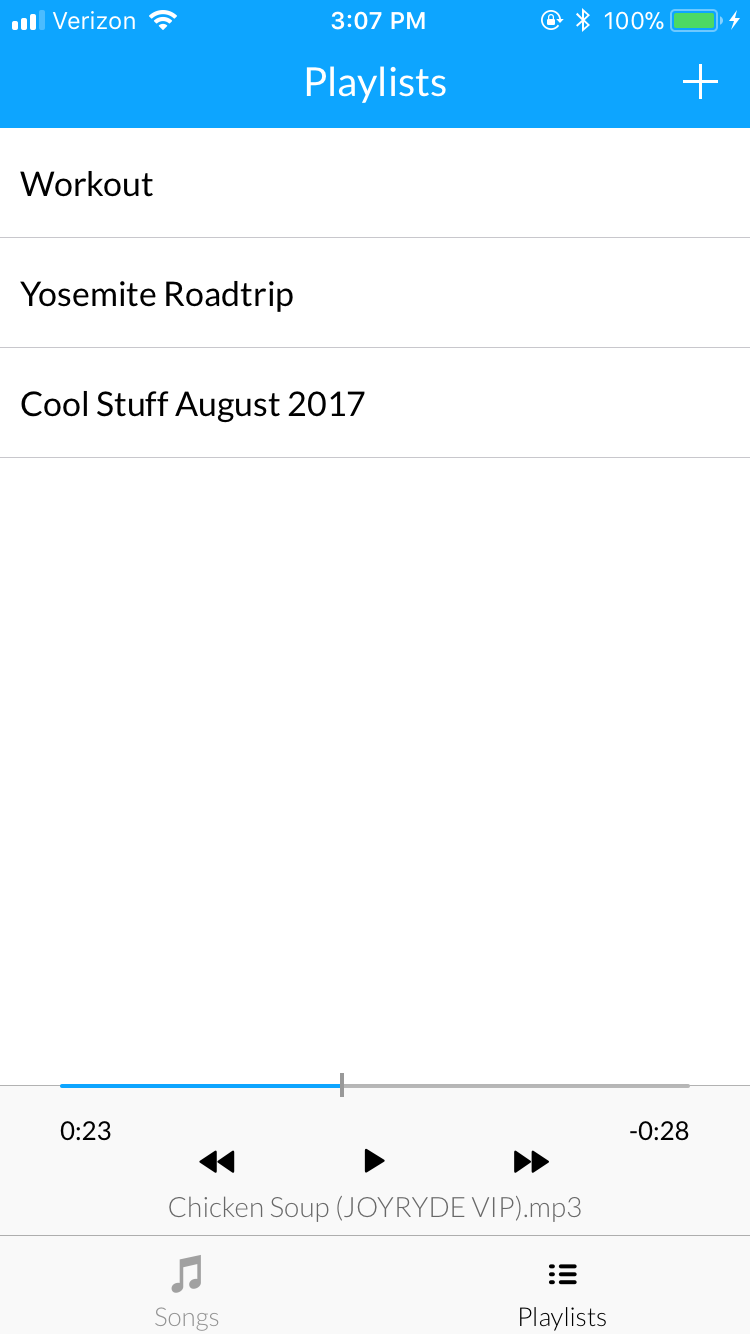 Verizon 3:07 PM 100%
Playlists
Workout
Yosemite Roadtrip
Cool Stuff August 2017
0:23 -0:28
Chicken Soup (JOYRYDE VIP).mp3
Songs Playlists